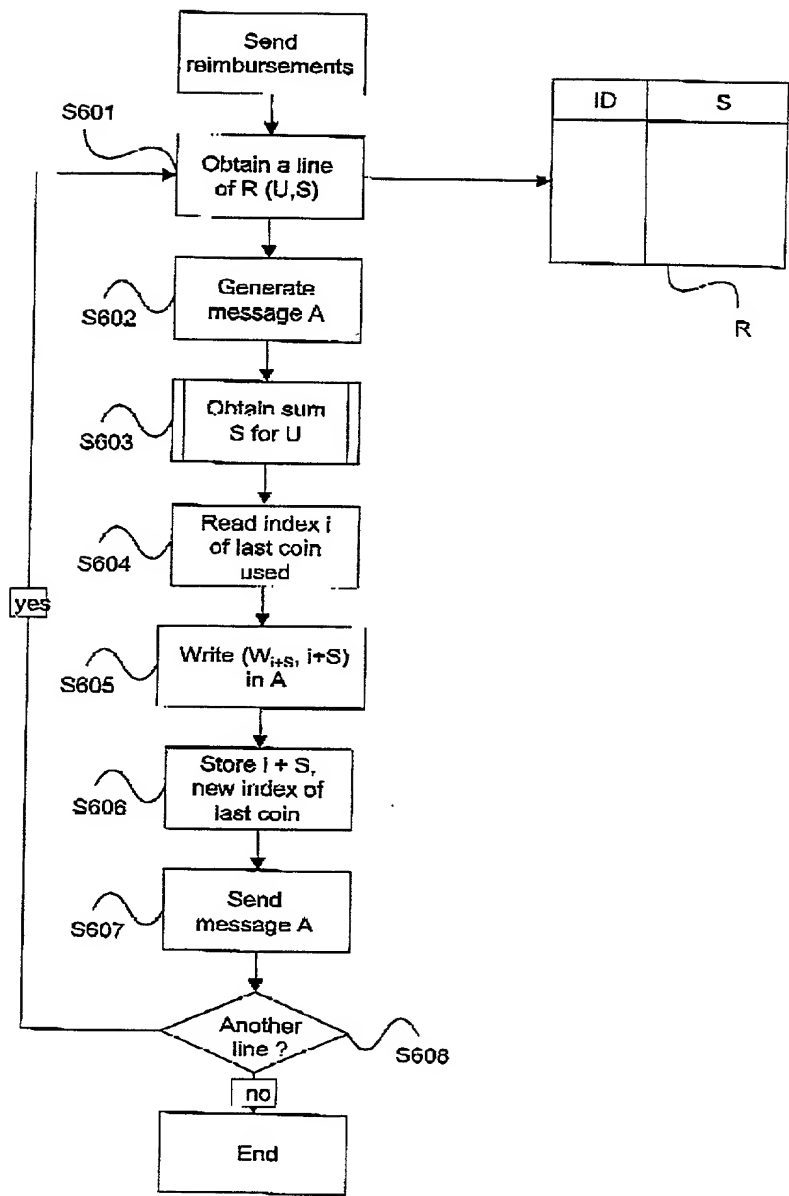 Send
reimbursements
S601
ID S
Obtain a line
of R (U,S)
R
Generate
message A
S602
Obtain sum
S for U
S603
Read index i
of last coin
used
S604
yes
Write (W_{i+S}, i+S)
in A
S605
Store i + S,
new index of
last coin
S606
Send
message A
S607
Another
line ?
S608
no
End